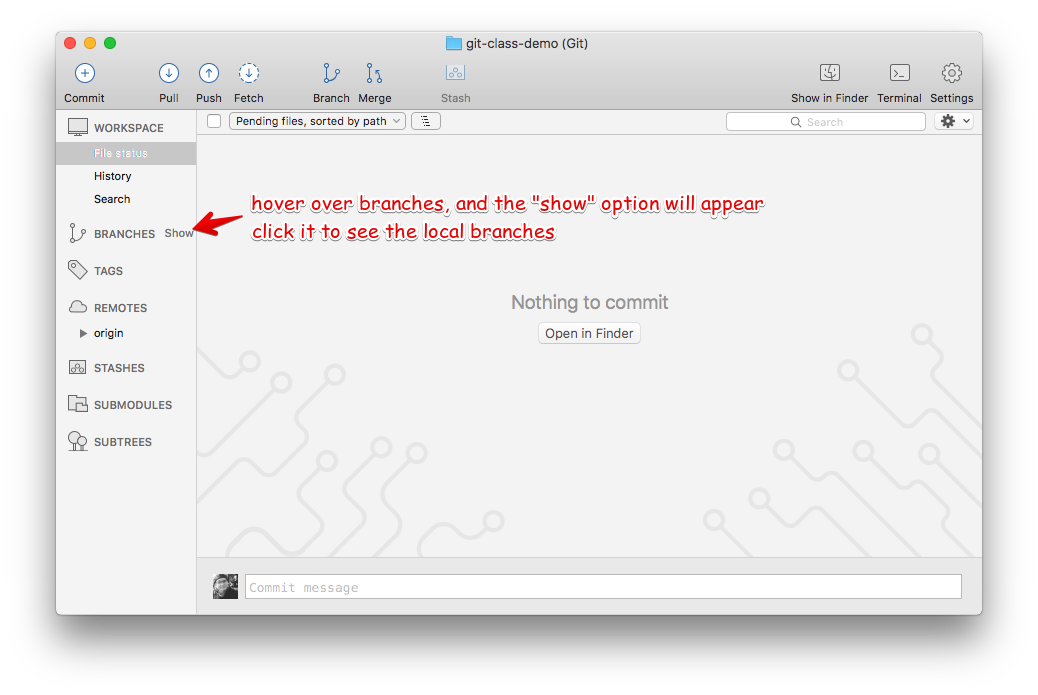 git-class-demo (Git)
Commit Pull Push Fetch Branch Merge Stash Show in Finder Terminal Settings
Pending files, sorted by path Search
WORKSPACE
File status
History
Search
BRANCHES Show
hover over branches, and the "show" option will appear
click it to see the local branches
TAGS
REMOTES
origin
STASHES
SUBMODULES
SUBTREES
Nothing to commit
Open in Finder
Commit message